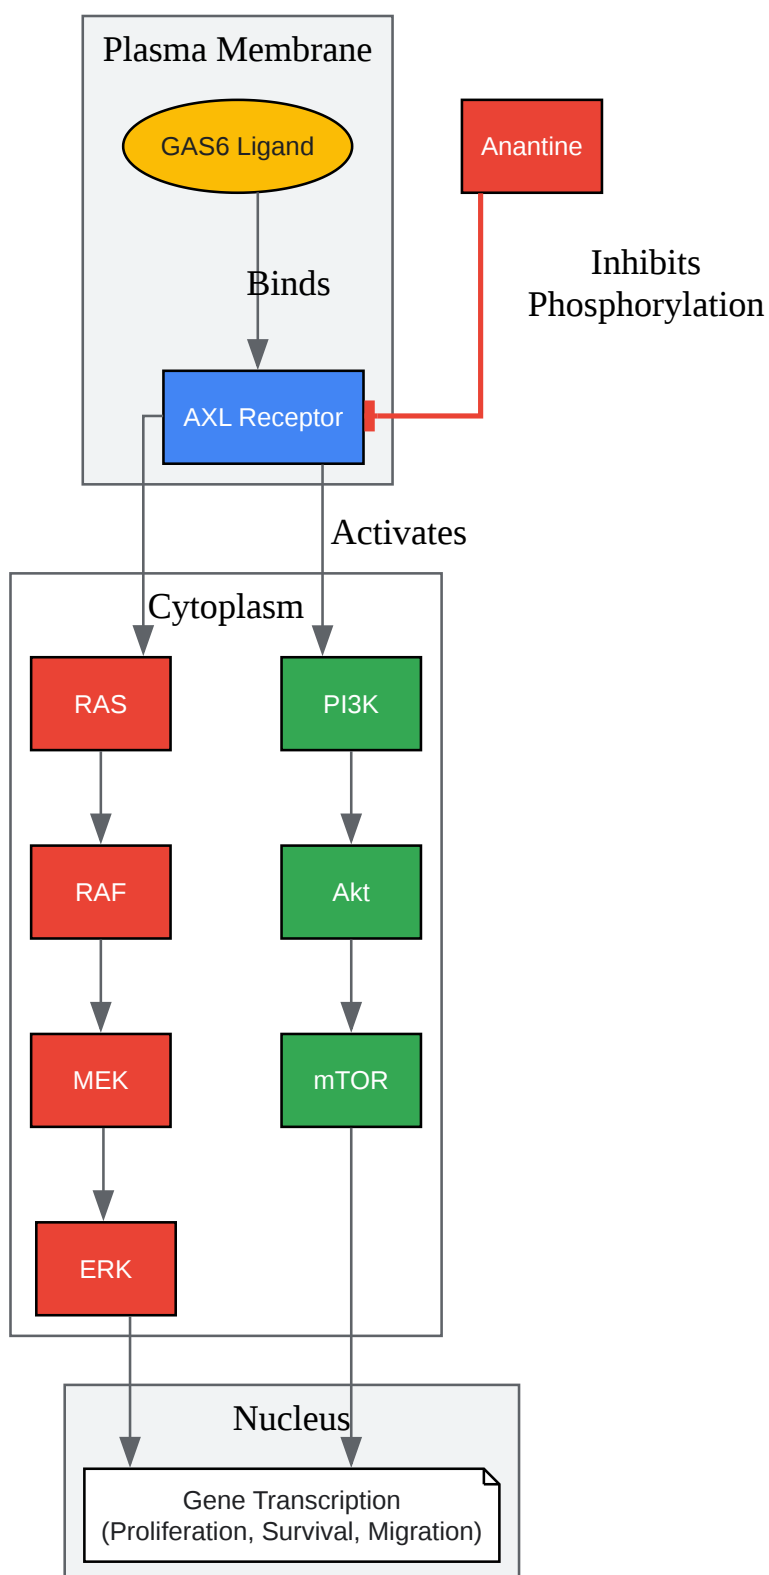 Plasma Membrane
GAS6 Ligand
Anantine
Binds
Inhibits
Phosphorylation
AXL Receptor
Activates
Cytoplasm
RAS
PI3K
RAF
Akt
MEK
mTOR
ERK
Nucleus
Gene Transcription
(Proliferation, Survival, Migration)